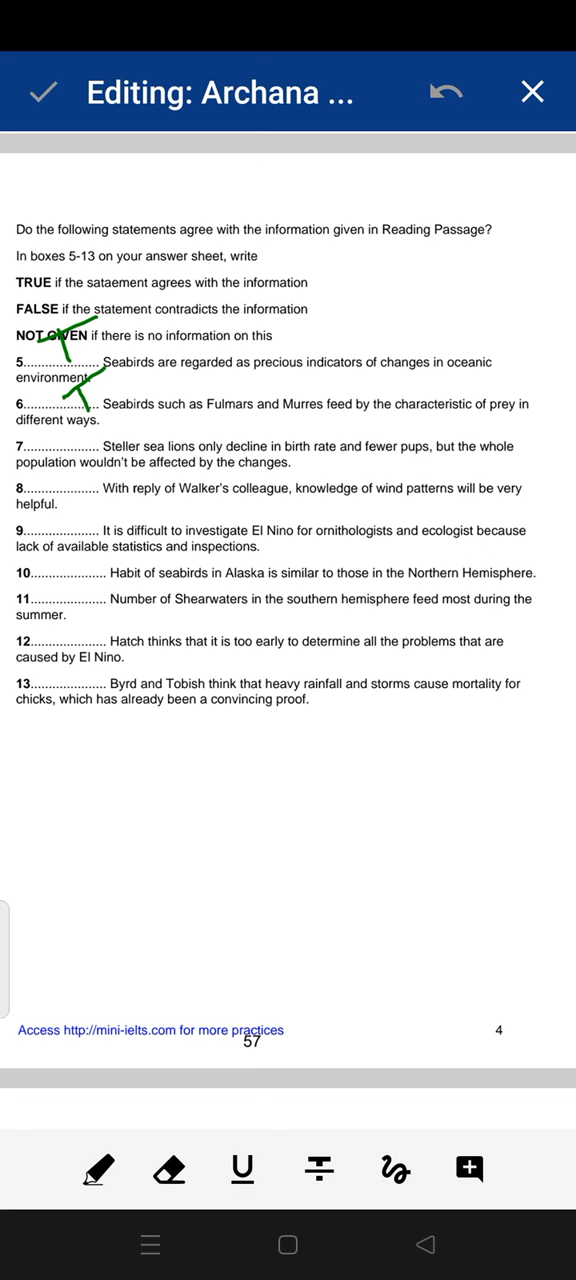 Editing: Archana ...
Do the following statements agree with the information given in Reading Passage?
In boxes 5-13 on your answer sheet, write
TRUE if the sataement agrees with the information
FALSE if the statement contradicts the information
NOT GIVEN if there is no information on this
T
5..................... Seabirds are regarded as precious indicators of changes in oceanic
environment.
T
6..................... Seabirds such as Fulmars and Murres feed by the characteristic of prey in
different ways.
7..................... Steller sea lions only decline in birth rate and fewer pups, but the whole
population wouldn't be affected by the changes.
8..................... With reply of Walker's colleague, knowledge of wind patterns will be very
helpful.
9..................... It is difficult to investigate El Nino for ornithologists and ecologist because
lack of available statistics and inspections.
10..................... Habit of seabirds in Alaska is similar to those in the Northern Hemisphere.
11..................... Number of Shearwaters in the southern hemisphere feed most during the
summer.
12..................... Hatch thinks that it is too early to determine all the problems that are
caused by El Nino.
13..................... Byrd and Tobish think that heavy rainfall and storms cause mortality for
chicks, which has already been a convincing proof.
Access http://mini-ielts.com for more practices 4
57